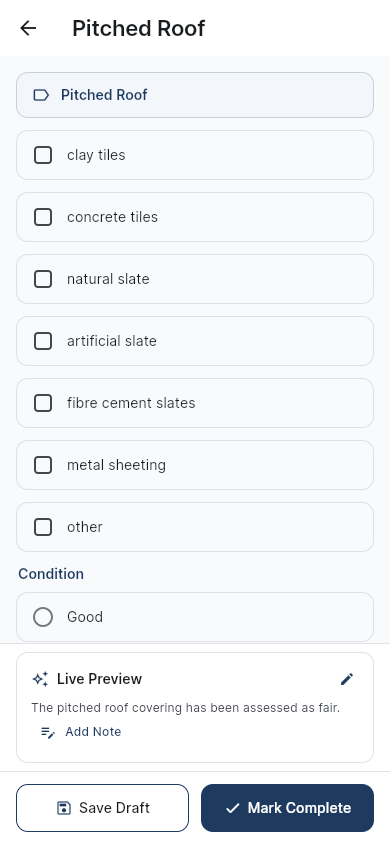 Pitched Roof
Pitched Roof
clay tiles
concrete tiles
natural slate
artificial slate
fibre cement slates
metal sheeting
other
Condition
Good
Live Preview
The pitched roof covering has been assessed as fair.
Add Note
Save Draft
Mark Complete